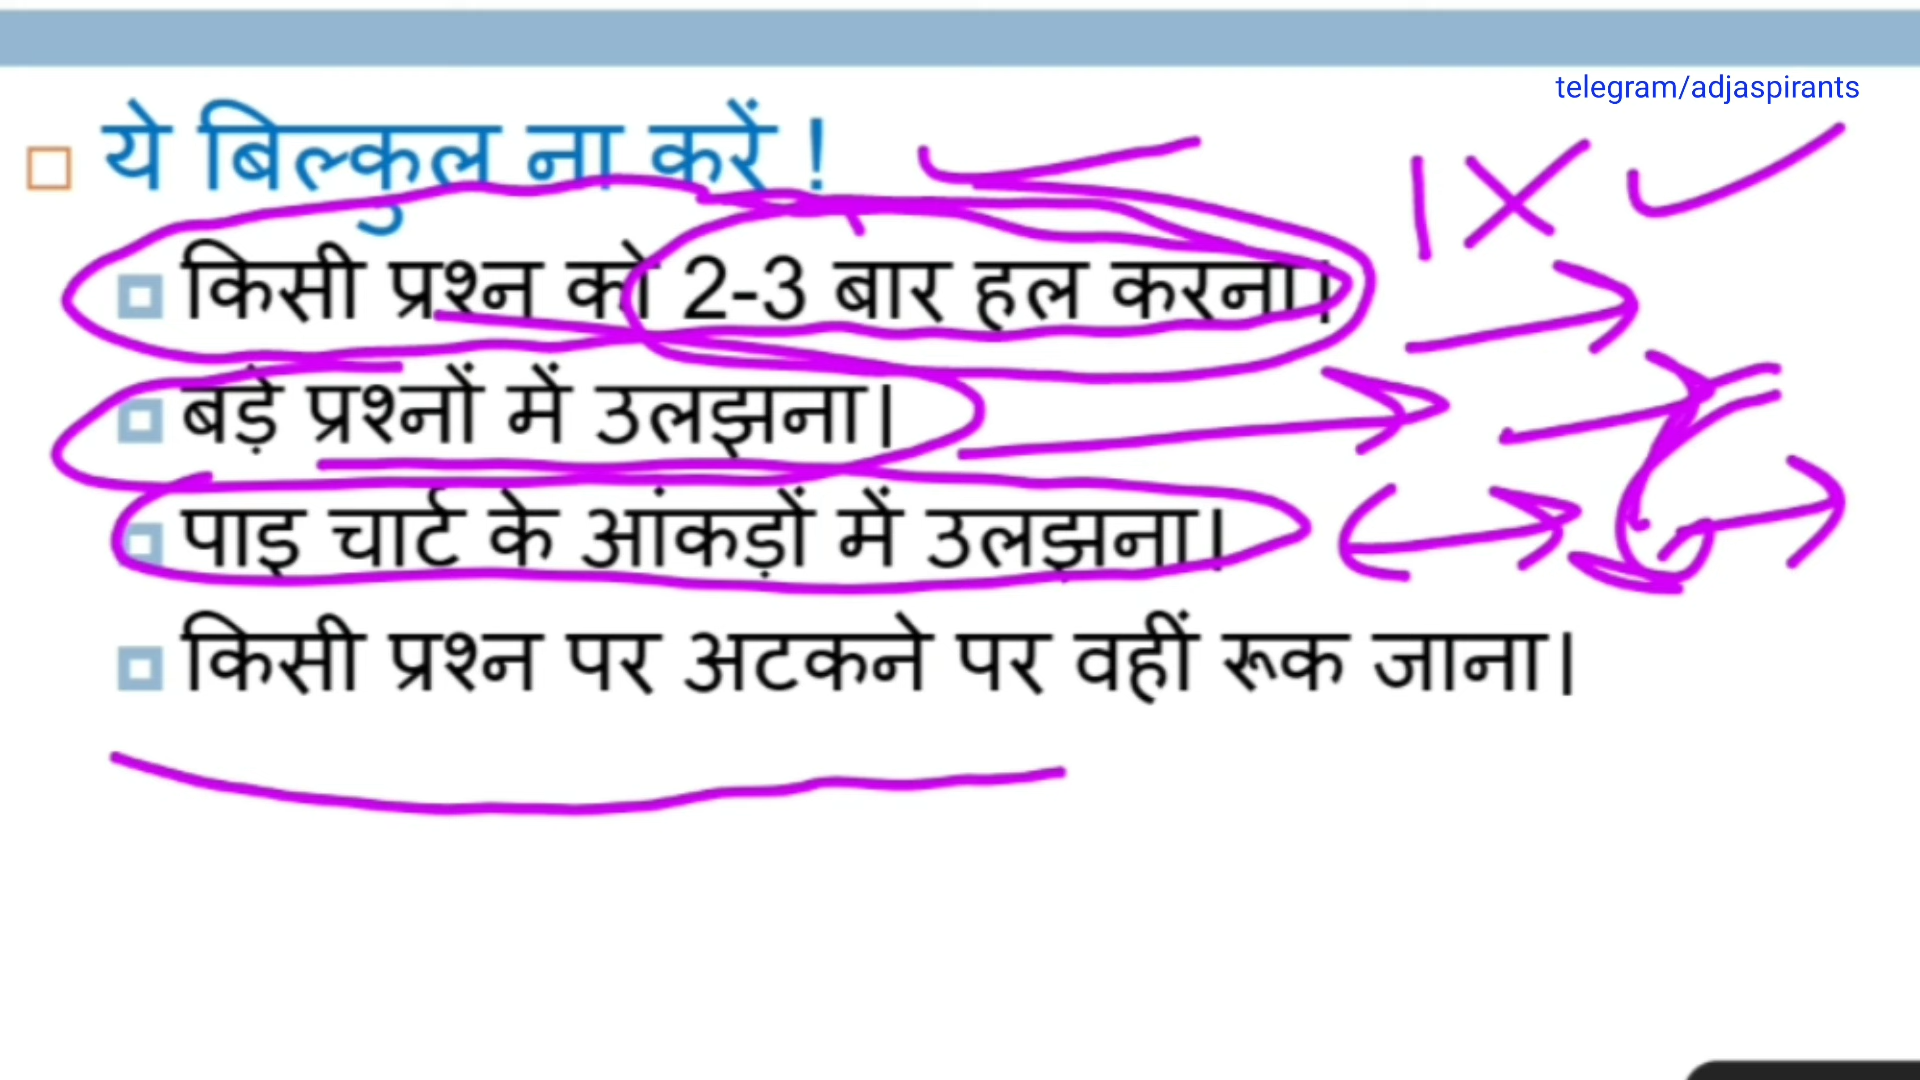 telegram/adjaspirants
ये बिल्कुल ना करें !
किसी प्रश्न को 2-3 बार हल करना।
बड़े प्रश्नों में उलझना।
पाइ चार्ट के आंकड़ों में उलझना।
किसी प्रश्न पर अटकने पर वहीं रूक जाना।